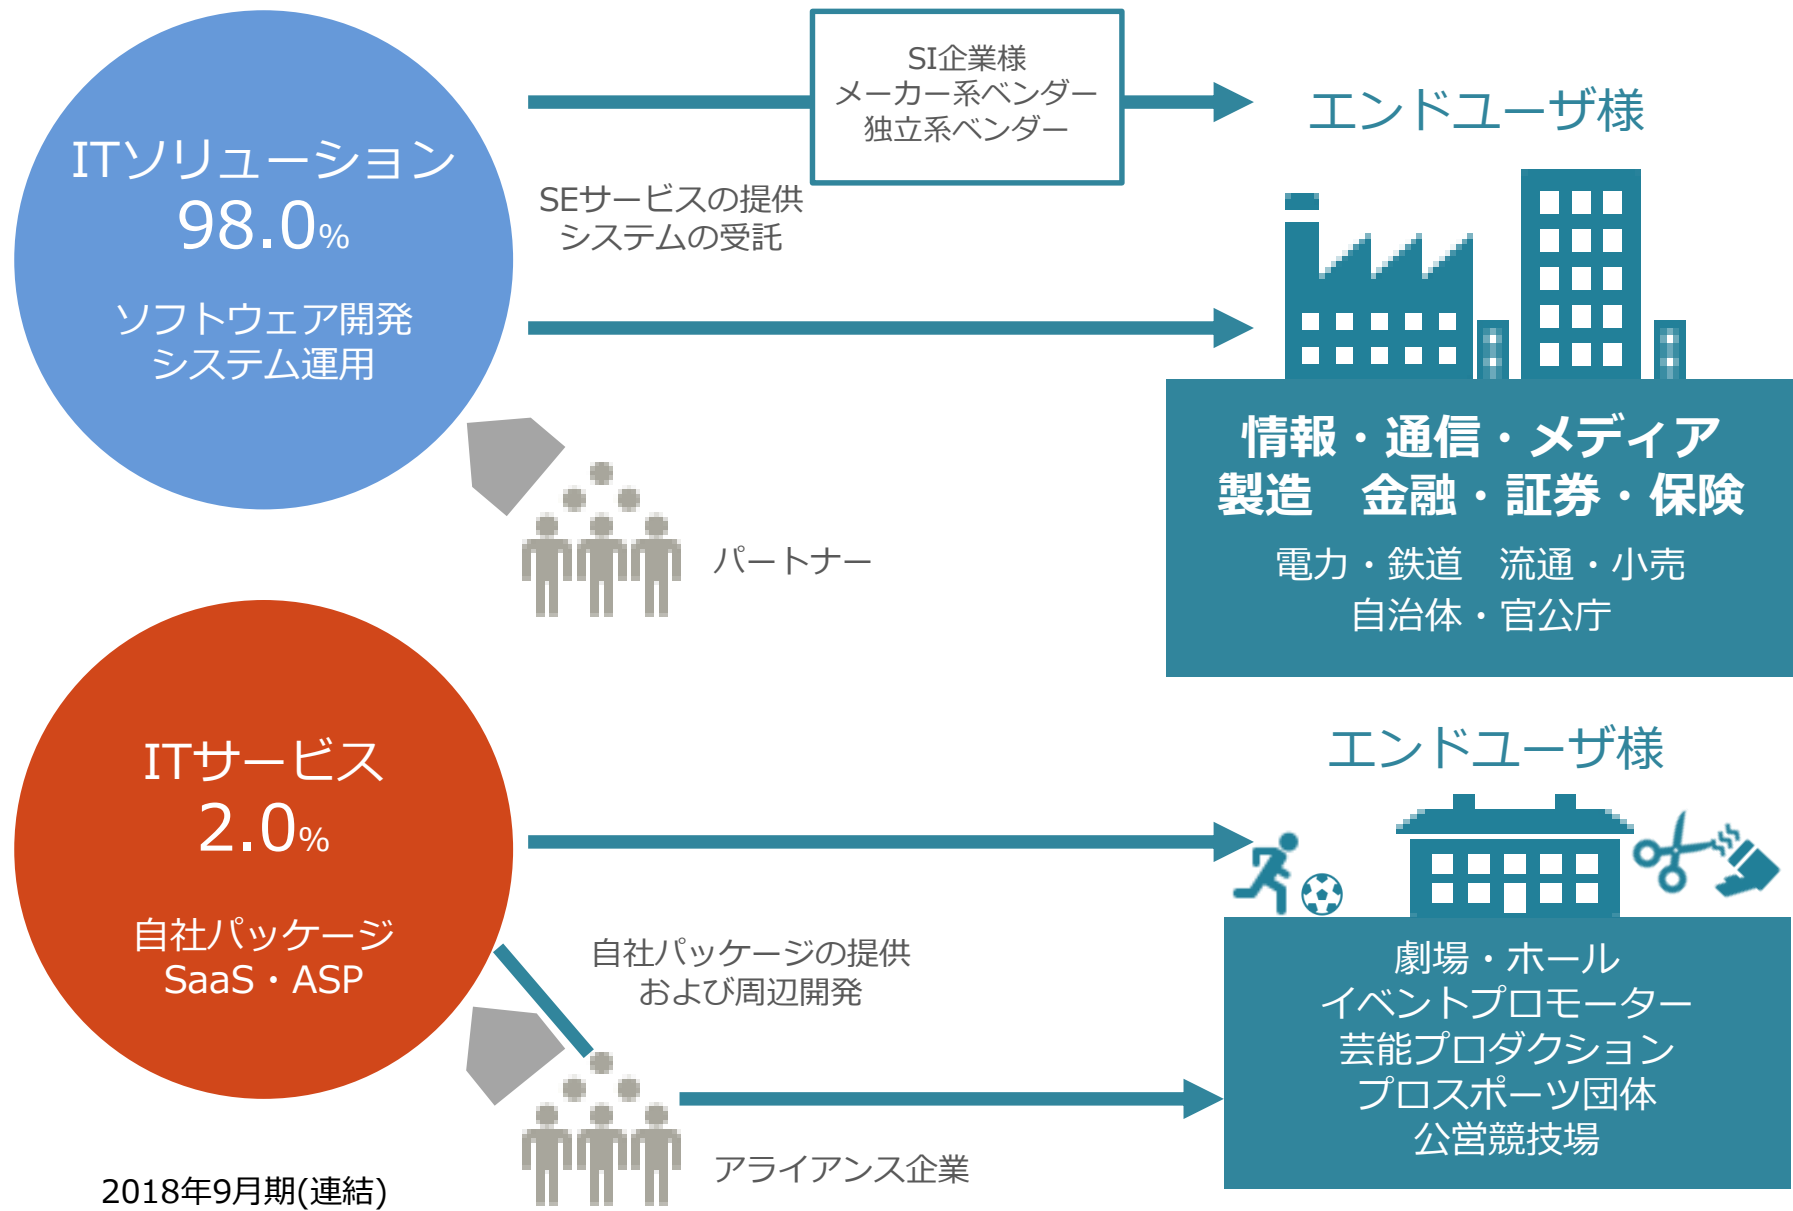 ITソリューション
98.0%
ソフトウェア開発
システム運用
SI企業様
メーカー系ベンダー
独立系ベンダー
SEサービスの提供
システムの受託
エンドユーザ様
情報・通信・メディア
製造　金融・証券・保険
電力・鉄道　流通・小売
自治体・官公庁
パートナー
ITサービス
2.0%
自社パッケージ
SaaS・ASP
自社パッケージの提供
および周辺開発
エンドユーザ様
劇場・ホール
イベントプロモーター
芸能プロダクション
プロスポーツ団体
公営競技場
アライアンス企業
2018年9月期(連結)